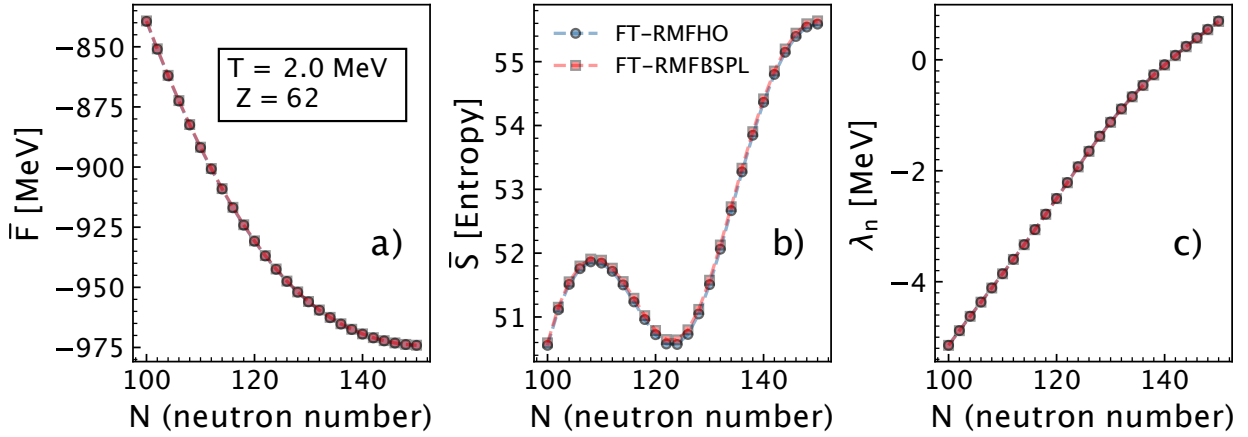 F̅ [MeV]
−850
−875
−900
−925
−950
−975
T = 2.0 MeV
Z = 62
a)
100 120 140
N (neutron number)
S̅ [Entropy]
55
54
53
52
51
FT−RMFHO
FT−RMFBSPL
b)
100 120 140
N (neutron number)
λₙ [MeV]
0
−2
−4
c)
100 120 140
N (neutron number)